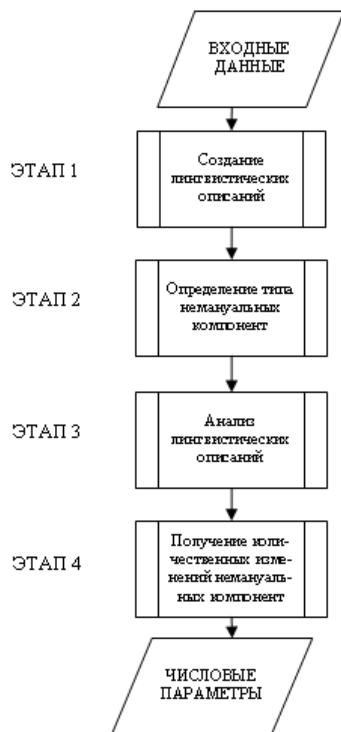 ВХОДНЫЕ
ДАННЫЕ
ЭТАП 1
Создание
лингвистических
описаний
ЭТАП 2
Определение типа
немануальных
компонент
ЭТАП 3
Анализ
лингвистических
описаний
ЭТАП 4
Получение коли-
чественных изме-
нений немануаль-
ных компонент
ЧИСЛОВЫЕ
ПАРАМЕТРЫ